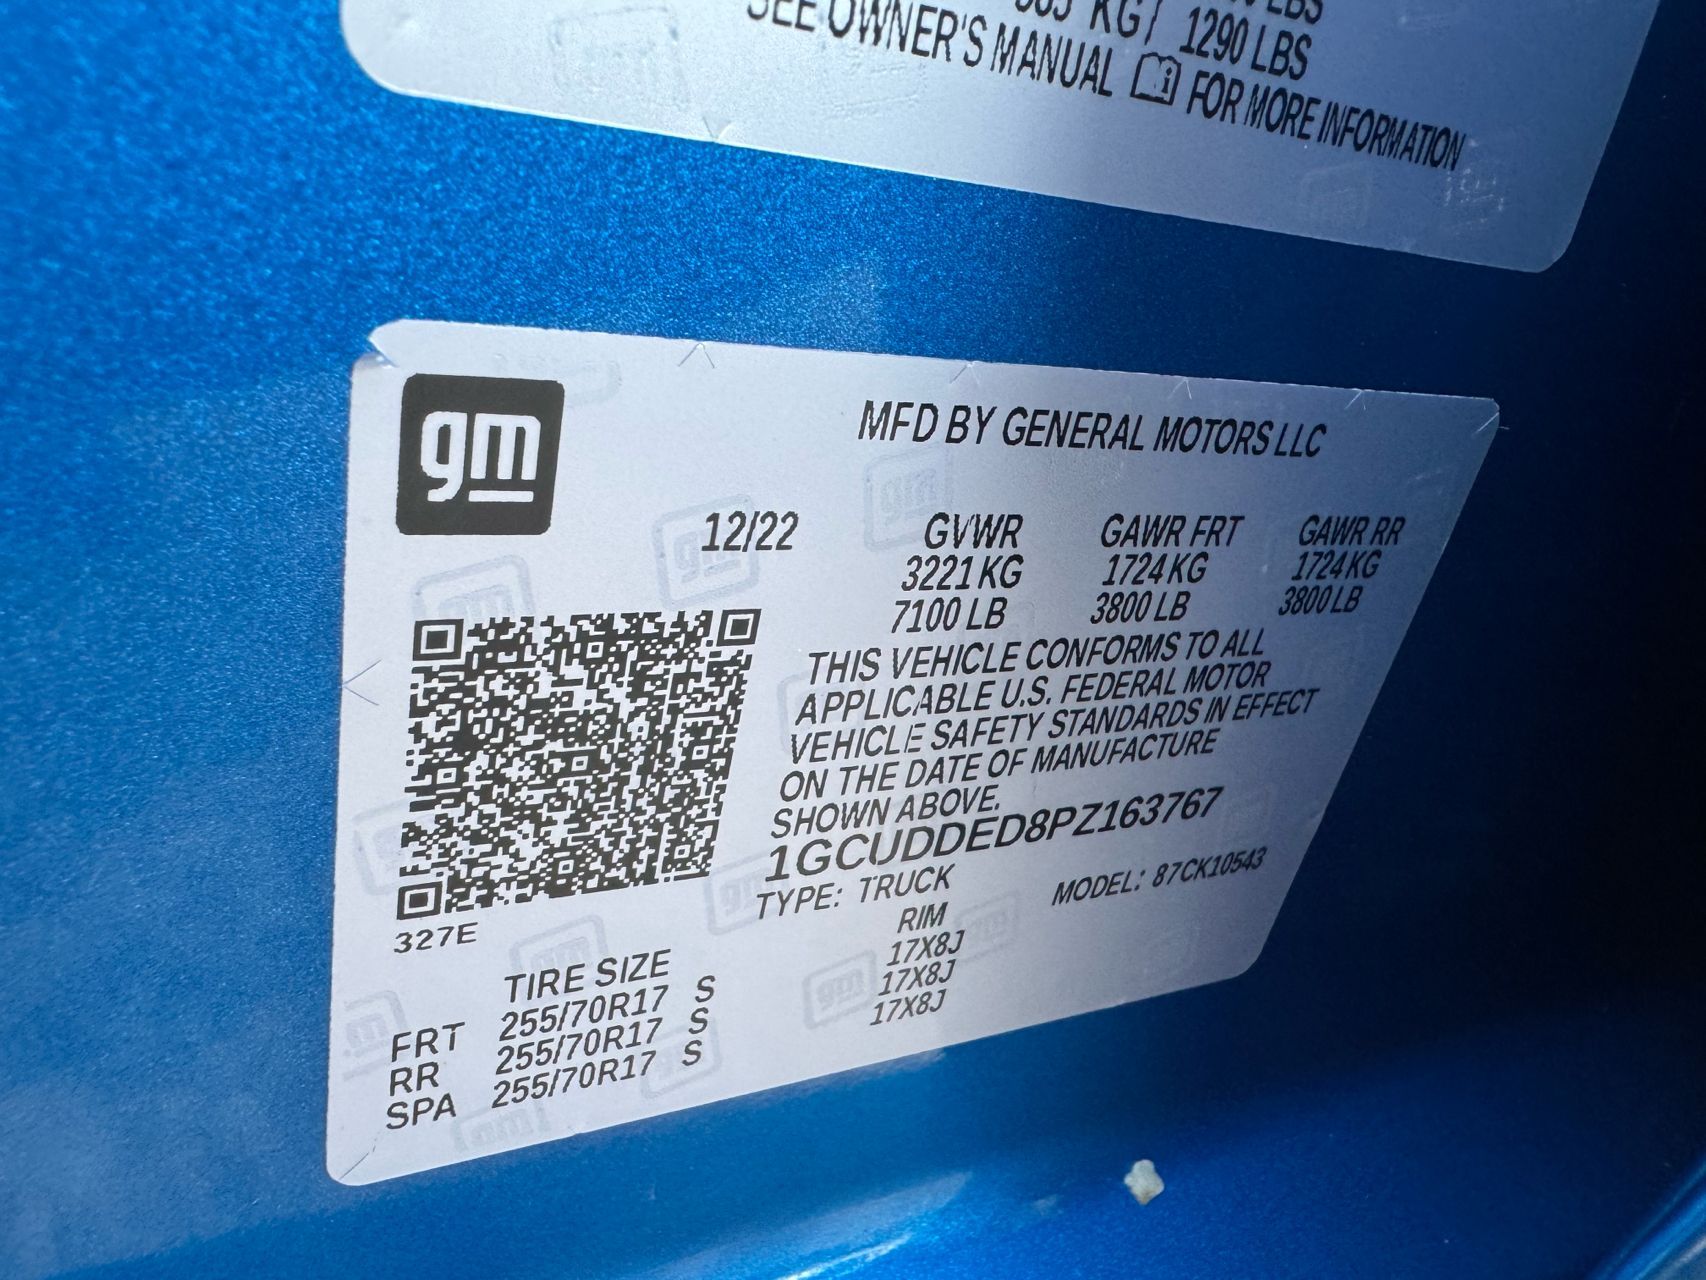 KG / 1290 LBS
SEE OWNER'S MANUAL FOR MORE INFORMATION
gm
MFD BY GENERAL MOTORS LLC
12/22 GVWR GAWR FRT GAWR RR
3221 KG 1724 KG 1724 KG
7100 LB 3800 LB 3800 LB
THIS VEHICLE CONFORMS TO ALL
APPLICABLE U.S. FEDERAL MOTOR
VEHICLE SAFETY STANDARDS IN EFFECT
ON THE DATE OF MANUFACTURE
SHOWN ABOVE.
1GCUDDED8PZ163767
TYPE: TRUCK MODEL: 87CK10543
327E
TIRE SIZE RIM
FRT 255/70R17 S 17X8J
RR 255/70R17 S 17X8J
SPA 255/70R17 S 17X8J